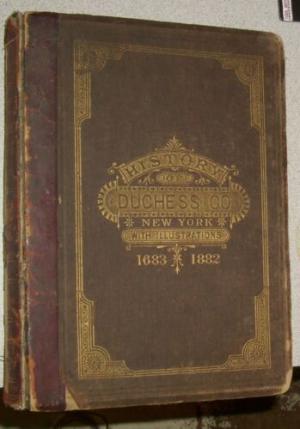 HISTORY
OF
DUCHESS CO.
NEW YORK
WITH ILLUSTRATIONS
1683 1882